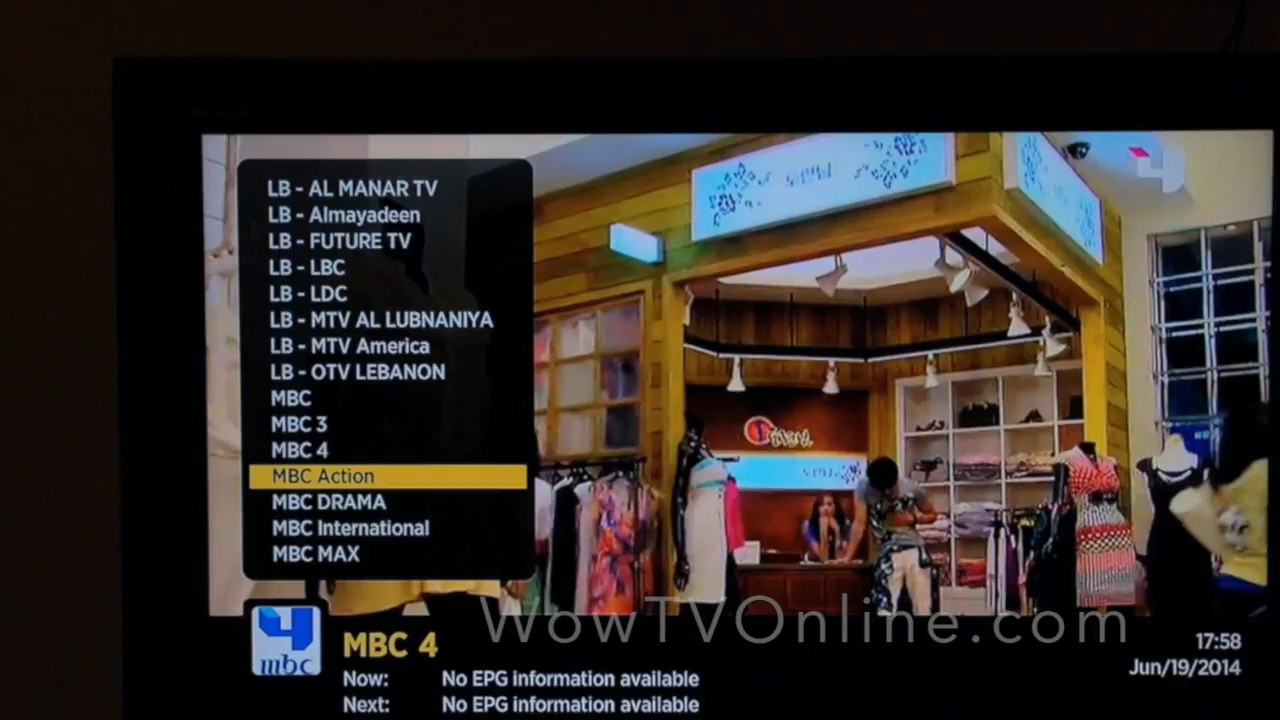 LB - AL MANAR TV
LB - Almayadeen
LB - FUTURE TV
LB - LBC
LB - LDC
LB - MTV AL LUBNANIYA
LB - MTV America
LB - OTV LEBANON
MBC
MBC 3
MBC 4
MBC Action
MBC DRAMA
MBC International
MBC MAX
4
4
mbc
MBC 4
WowTVOnline.com
17:58
Jun/19/2014
Now: No EPG information available
Next: No EPG information available